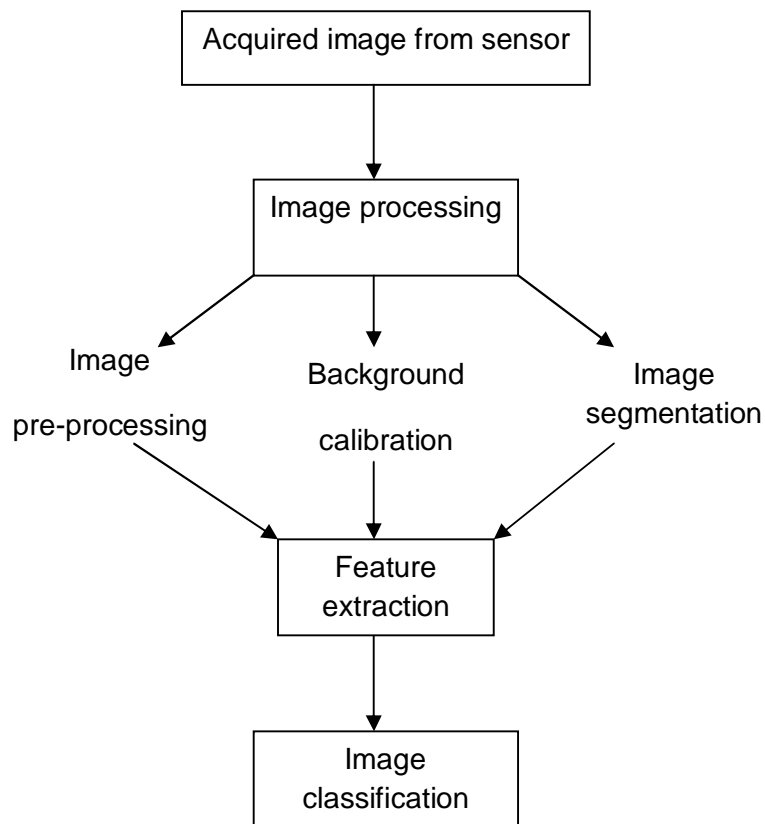 Acquired image from sensor
Image processing
Image
pre-processing
Background
calibration
Image
segmentation
Feature
extraction
Image
classification